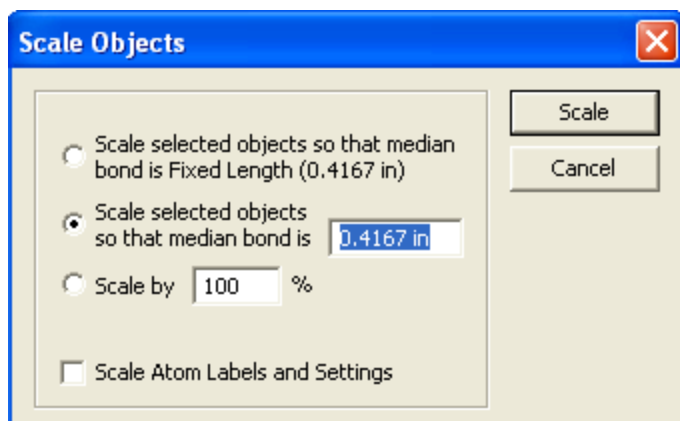 Scale Objects
Scale
Cancel
Scale selected objects so that median
bond is Fixed Length (0.4167 in)
Scale selected objects
so that median bond is 0.4167 in
Scale by 100 %
Scale Atom Labels and Settings